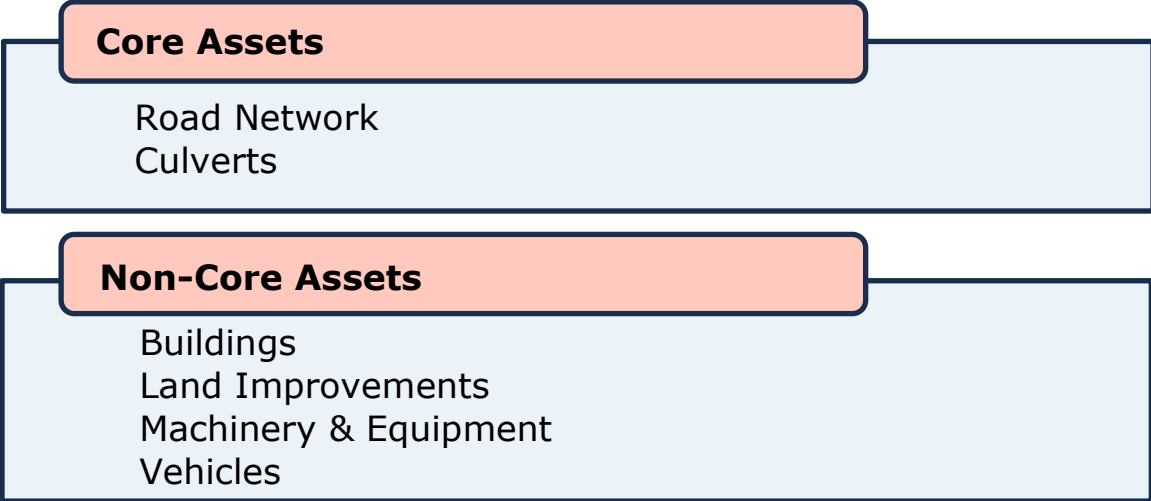 Core Assets
Road Network
Culverts
Non-Core Assets
Buildings
Land Improvements
Machinery & Equipment
Vehicles